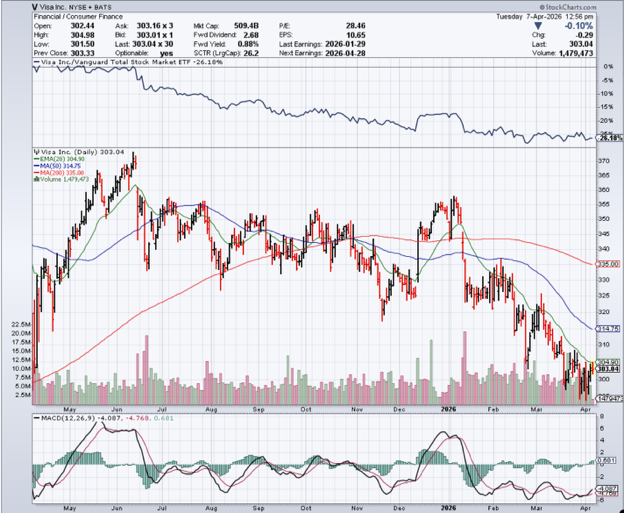 V Visa Inc. NYSE + BATS © StockCharts.com
Financial / Consumer Finance Tuesday 7-Apr-2026 12:56 pm
Open: 302.44 Ask: 303.16 x 3 Mkt Cap: 509.4B P/E: 28.46 ▼ -0.10%
High: 304.98 Bid: 303.01 x 1 Fwd Dividend: 2.68 EPS: 10.65 Chg: -0.29
Low: 301.50 Last: 303.04 x 30 Fwd Yield: 0.88% Last Earnings: 2026-01-29 Last: 303.04
Prev Close: 303.33 Optionable: yes SCTR (LrgCap): 26.2 Next Earnings: 2026-04-28 Volume: 1,479,473
Visa Inc/Vanguard Total Stock Market ETF -26.18%
0%
-5%
-10%
-15%
-20%
-26.18%
Visa Inc. (Daily) 303.04
EMA(20) 304.90
MA(50) 314.75
MA(200) 335.00
Volume 1,479,473
370
365
360
355
350
345
340
335.00
330
325
320
314.75
310
304.90
303.04
300
1479473
22.5M
20.0M
17.5M
15.0M
12.5M
10.0M
7.5M
5.0M
2.5M
May Jun Jul Aug Sep Oct Nov Dec 2026 Feb Mar Apr
MACD(12,26,9) -4.087, -4.768, 0.681
8
6
4
2
0.681
-2
-4.087
-4.768
May Jun Jul Aug Sep Oct Nov Dec 2026 Feb Mar Apr